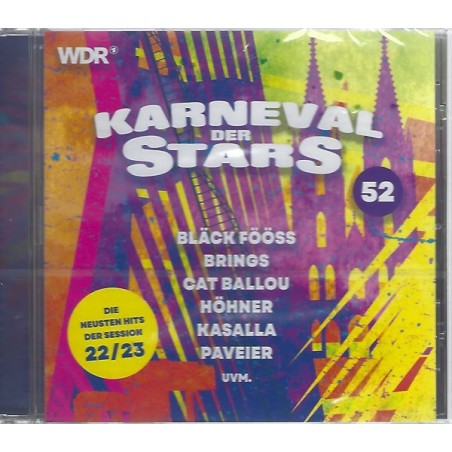 WDR
KARNEVAL
DER
STARS
52
BLÄCK FÖÖSS
BRINGS
CAT BALLOU
HÖHNER
KASALLA
PAVEIER
UVM.
DIE
NEUSTEN HITS
DER SESSION
22/23